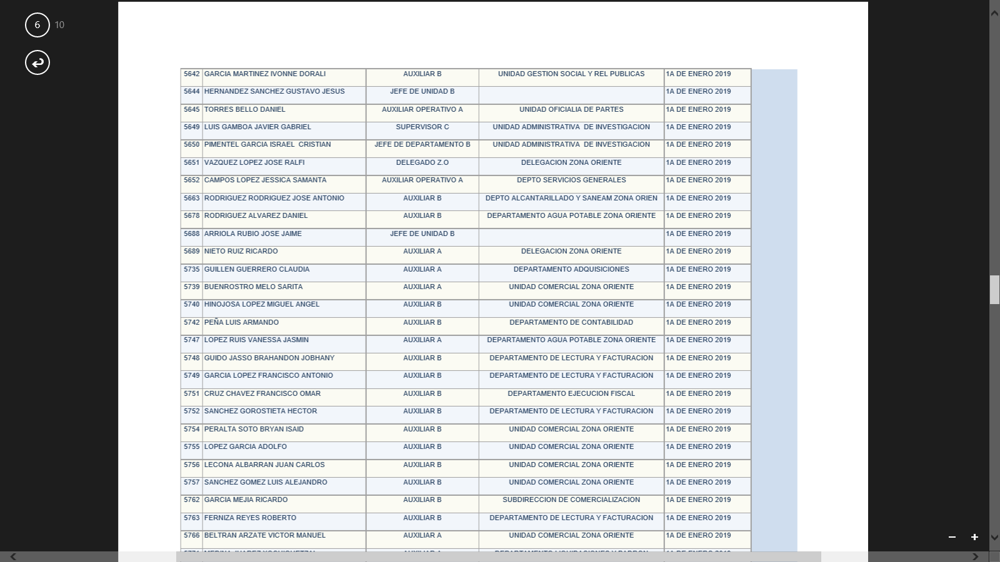 6 10
5642 GARCIA MARTINEZ IVONNE DORALI AUXILIAR B UNIDAD GESTION SOCIAL Y REL PUBLICAS 1A DE ENERO 2019
5644 HERNANDEZ SANCHEZ GUSTAVO JESUS JEFE DE UNIDAD B 1A DE ENERO 2019
5645 TORRES BELLO DANIEL AUXILIAR OPERATIVO A UNIDAD OFICIALIA DE PARTES 1A DE ENERO 2019
5649 LUIS GAMBOA JAVIER GABRIEL SUPERVISOR C UNIDAD ADMINISTRATIVA DE INVESTIGACION 1A DE ENERO 2019
5650 PIMENTEL GARCIA ISRAEL CRISTIAN JEFE DE DEPARTAMENTO B UNIDAD ADMINISTRATIVA DE INVESTIGACION 1A DE ENERO 2019
5651 VAZQUEZ LOPEZ JOSE RALFI DELEGADO Z.O DELEGACION ZONA ORIENTE 1A DE ENERO 2019
5652 CAMPOS LOPEZ JESSICA SAMANTA AUXILIAR OPERATIVO A DEPTO SERVICIOS GENERALES 1A DE ENERO 2019
5663 RODRIGUEZ RODRIGUEZ JOSE ANTONIO AUXILIAR B DEPTO ALCANTARILLADO Y SANEAM ZONA ORIEN 1A DE ENERO 2019
5678 RODRIGUEZ ALVAREZ DANIEL AUXILIAR B DEPARTAMENTO AGUA POTABLE ZONA ORIENTE 1A DE ENERO 2019
5688 ARRIOLA RUBIO JOSE JAIME JEFE DE UNIDAD B 1A DE ENERO 2019
5689 NIETO RUIZ RICARDO AUXILIAR A DELEGACION ZONA ORIENTE 1A DE ENERO 2019
5735 GUILLEN GUERRERO CLAUDIA AUXILIAR A DEPARTAMENTO ADQUISICIONES 1A DE ENERO 2019
5739 BUENROSTRO MELO SARITA AUXILIAR A UNIDAD COMERCIAL ZONA ORIENTE 1A DE ENERO 2019
5740 HINOJOSA LOPEZ MIGUEL ANGEL AUXILIAR B UNIDAD COMERCIAL ZONA ORIENTE 1A DE ENERO 2019
5742 PEÑA LUIS ARMANDO AUXILIAR B DEPARTAMENTO DE CONTABILIDAD 1A DE ENERO 2019
5747 LOPEZ RUIS VANESSA JASMIN AUXILIAR A DEPARTAMENTO AGUA POTABLE ZONA ORIENTE 1A DE ENERO 2019
5748 GUIDO JASSO BRAHANDON JOBHANY AUXILIAR B DEPARTAMENTO DE LECTURA Y FACTURACION 1A DE ENERO 2019
5749 GARCIA LOPEZ FRANCISCO ANTONIO AUXILIAR B DEPARTAMENTO DE LECTURA Y FACTURACION 1A DE ENERO 2019
5751 CRUZ CHAVEZ FRANCISCO OMAR AUXILIAR B DEPARTAMENTO EJECUCION FISCAL 1A DE ENERO 2019
5752 SANCHEZ GOROSTIETA HECTOR AUXILIAR B DEPARTAMENTO DE LECTURA Y FACTURACION 1A DE ENERO 2019
5754 PERALTA SOTO BRYAN ISAID AUXILIAR B UNIDAD COMERCIAL ZONA ORIENTE 1A DE ENERO 2019
5755 LOPEZ GARCIA ADOLFO AUXILIAR B UNIDAD COMERCIAL ZONA ORIENTE 1A DE ENERO 2019
5756 LECONA ALBARRAN JUAN CARLOS AUXILIAR B UNIDAD COMERCIAL ZONA ORIENTE 1A DE ENERO 2019
5757 SANCHEZ GOMEZ LUIS ALEJANDRO AUXILIAR B UNIDAD COMERCIAL ZONA ORIENTE 1A DE ENERO 2019
5762 GARCIA MEJIA RICARDO AUXILIAR B SUBDIRECCION DE COMERCIALIZACION 1A DE ENERO 2019
5763 FERNIZA REYES ROBERTO AUXILIAR B DEPARTAMENTO DE LECTURA Y FACTURACION 1A DE ENERO 2019
5766 BELTRAN ARZATE VICTOR MANUEL AUXILIAR A UNIDAD COMERCIAL ZONA ORIENTE 1A DE ENERO 2019